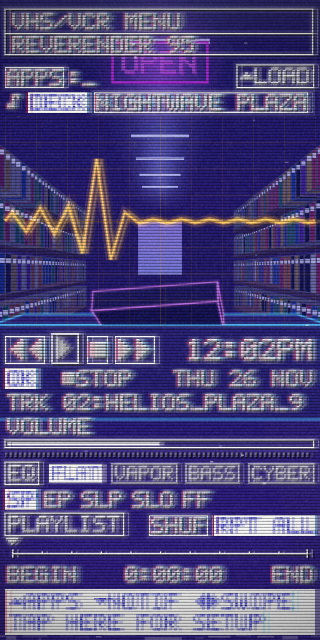 VHS/VCR MENU
REVERENDER 95
OPEN
APPS:_ LOAD
DECK NIGHTWAVE PLAZA
12:02PM
STOP THU 26 NOV
TRK 02:HELIOS_PLAZA_9
VOLUME
EQ FLAT VAPOR BASS CYBER
SP EP SLP SLO FF
PLAYLIST SHUF RPT ALL
BEGIN 0:00:00 END
APPS NOTIF SWIPE
TAP HERE FOR SETUP